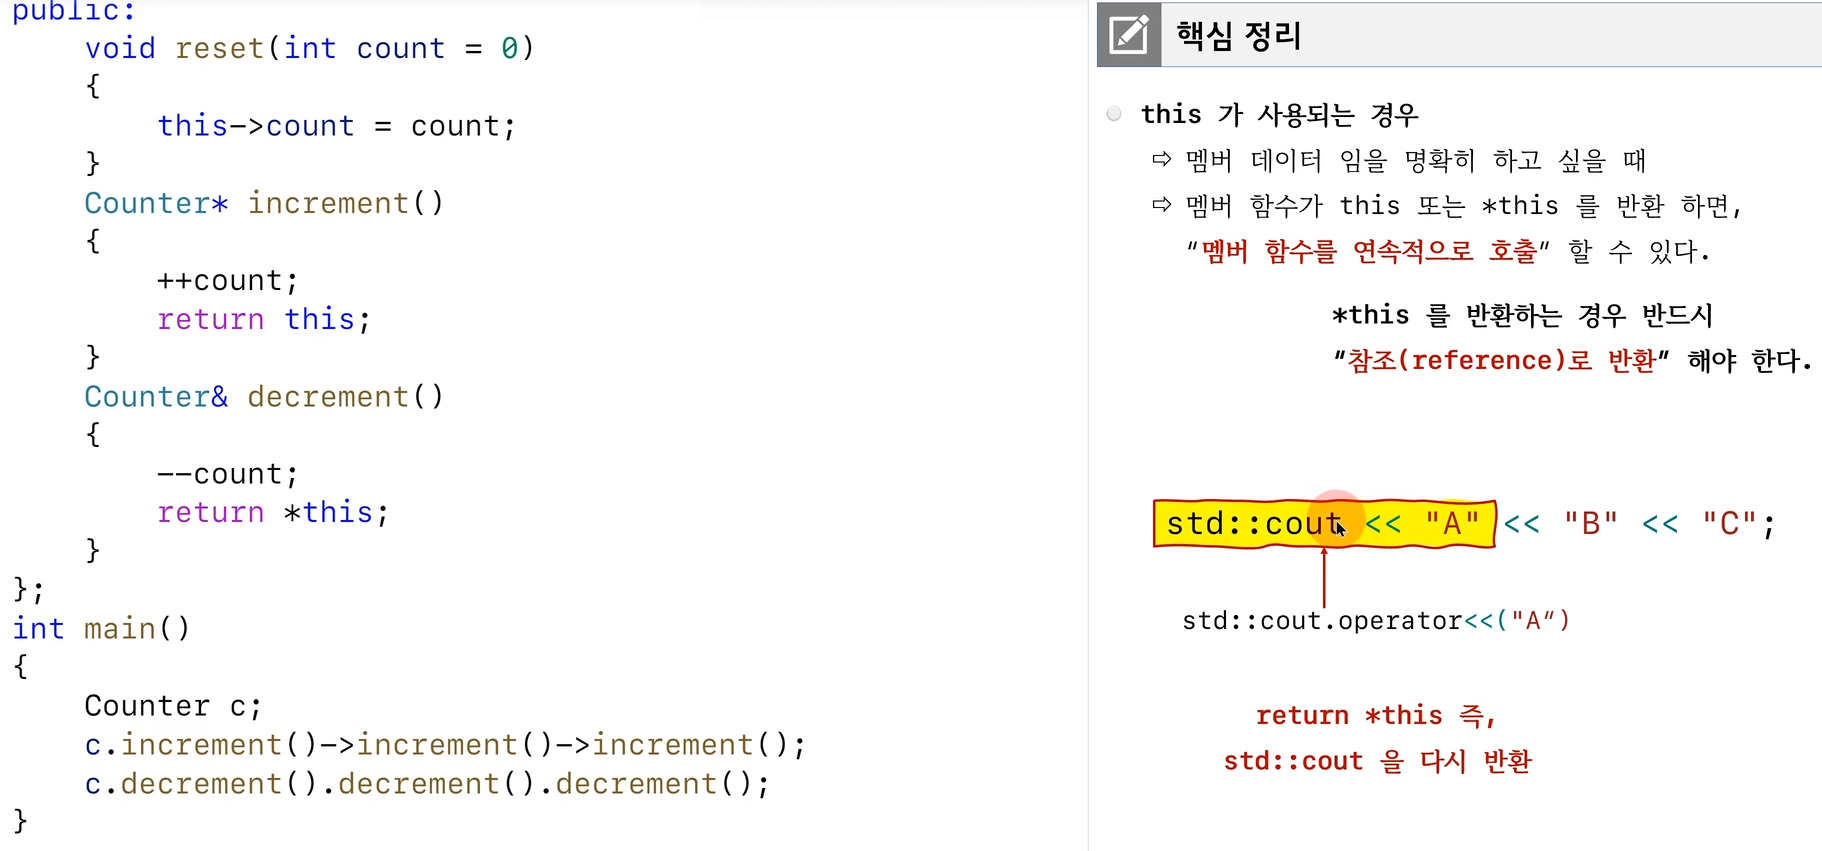 public:
void reset(int count = 0)
{
this->count = count;
}
Counter* increment()
{
++count;
return this;
}
Counter& decrement()
{
--count;
return *this;
}
};
int main()
{
Counter c;
c.increment()->increment()->increment();
c.decrement().decrement().decrement();
}
핵심 정리
this 가 사용되는 경우
⇨ 멤버 데이터 임을 명확히 하고 싶을 때
⇨ 멤버 함수가 this 또는 *this 를 반환 하면,
“멤버 함수를 연속적으로 호출” 할 수 있다.
*this 를 반환하는 경우 반드시
“참조(reference)로 반환” 해야 한다.
std::cout << "A" << "B" << "C";
std::cout.operator<<("A”)
return *this 즉,
std::cout 을 다시 반환